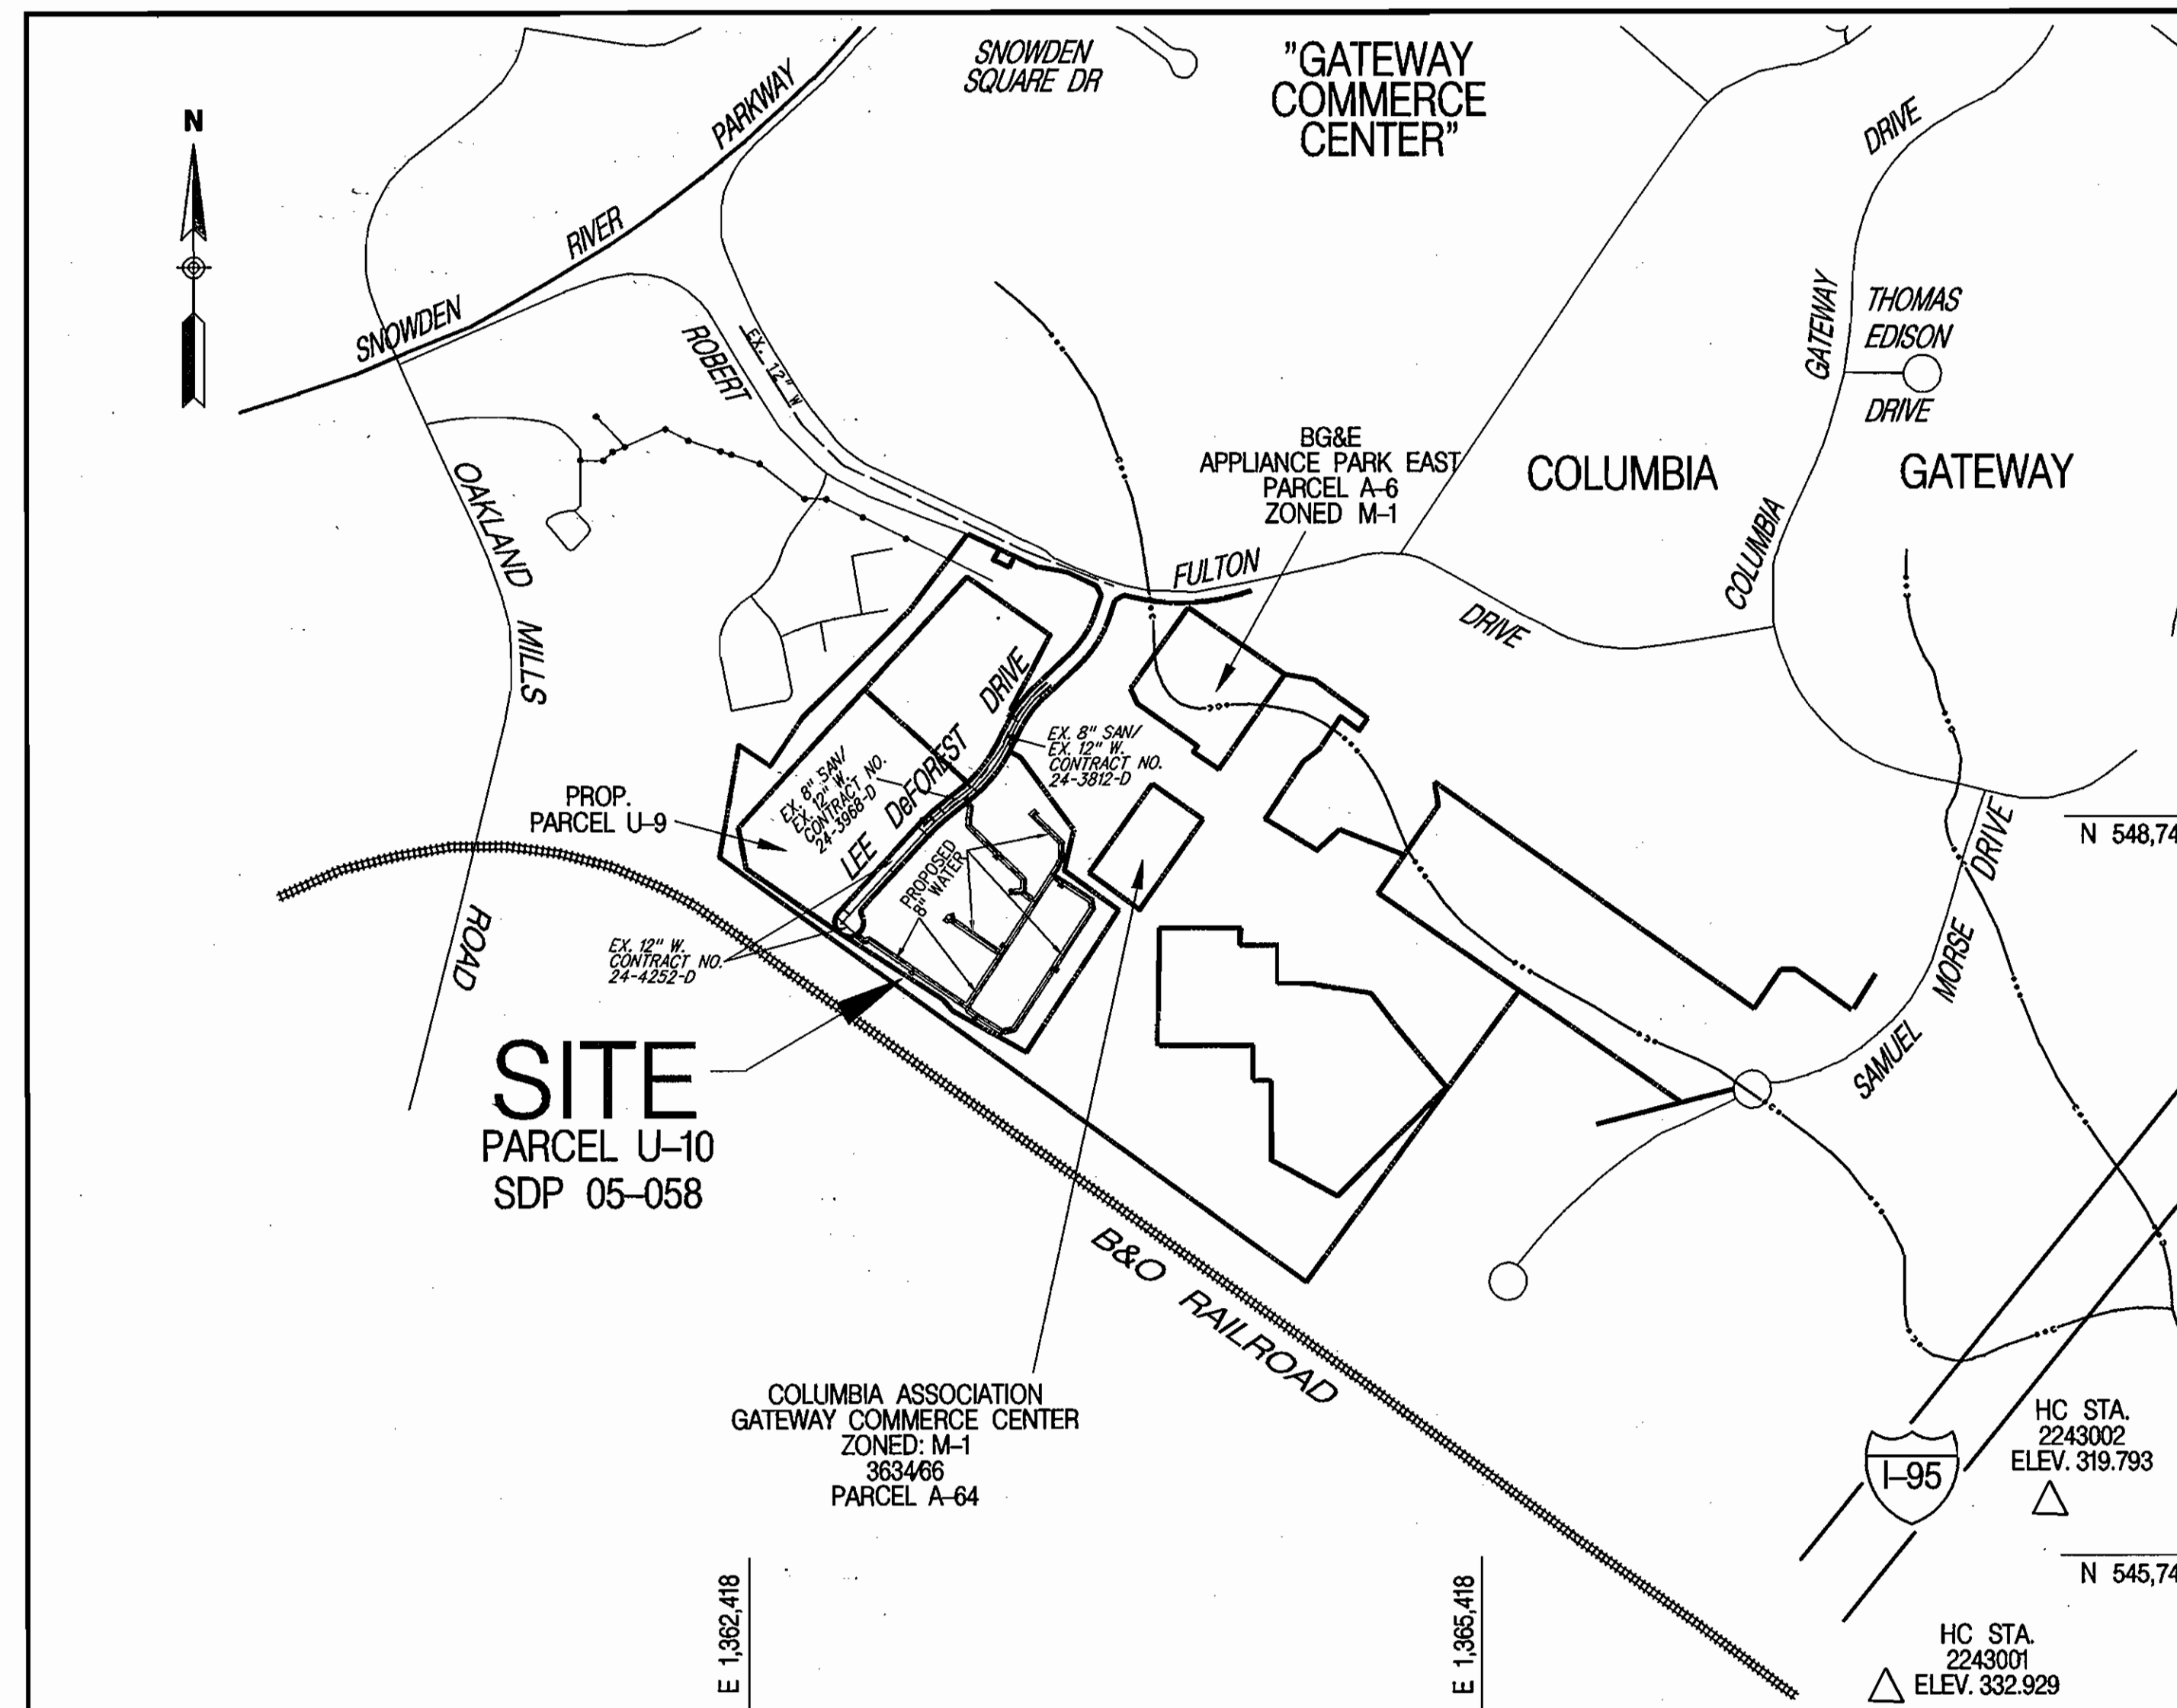 SNOWDEN
SQUARE DR
"GATEWAY
COMMERCE
CENTER"
N
SNOWDEN RIVER PARKWAY
DRIVE
GATEWAY
COLUMBIA
THOMAS
EDISON
DRIVE
ROBERT
EX. 12" W
FULTON
DRIVE
BG&E
APPLIANCE PARK EAST
PARCEL A-6
ZONED M-1
COLUMBIA GATEWAY
OAKLAND MILLS ROAD
LEE DeFOREST DRIVE
EX. 8" SAN/
EX. 12" W.
CONTRACT NO.
24-3812-D
EX. 8" SAN/
EX. 12" W.
CONTRACT NO.
24-3968-D
PROP.
PARCEL U-9
PROPOSED
8" WATER
EX. 12" W.
CONTRACT NO.
24-4252-D
SITE
PARCEL U-10
SDP 05-058
N 548,74
SAMUEL MORSE DRIVE
B&O RAILROAD
COLUMBIA ASSOCIATION
GATEWAY COMMERCE CENTER
ZONED: M-1
3634/66
PARCEL A-64
I-95
HC STA.
2243002
ELEV. 319.793
N 545,74
E 1,362,418
E 1,365,418
HC STA.
2243001
ELEV. 332.929